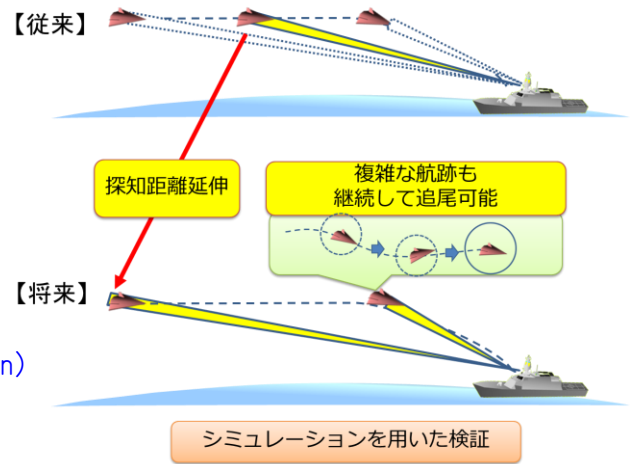 【従来】
探知距離延伸
複雑な航跡も
継続して追尾可能
【将来】
n)
シミュレーションを用いた検証